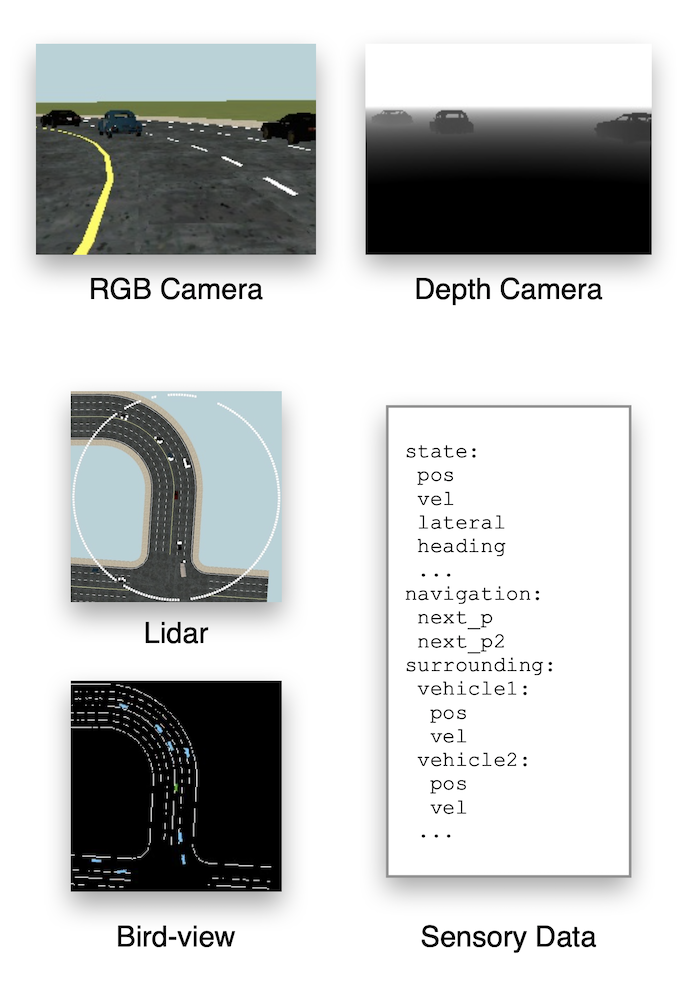 RGB Camera
Depth Camera
Lidar
Bird-view
state:
pos
vel
lateral
heading
...
navigation:
next_p
next_p2
surrounding:
vehicle1:
pos
vel
vehicle2:
pos
vel
...
Sensory Data